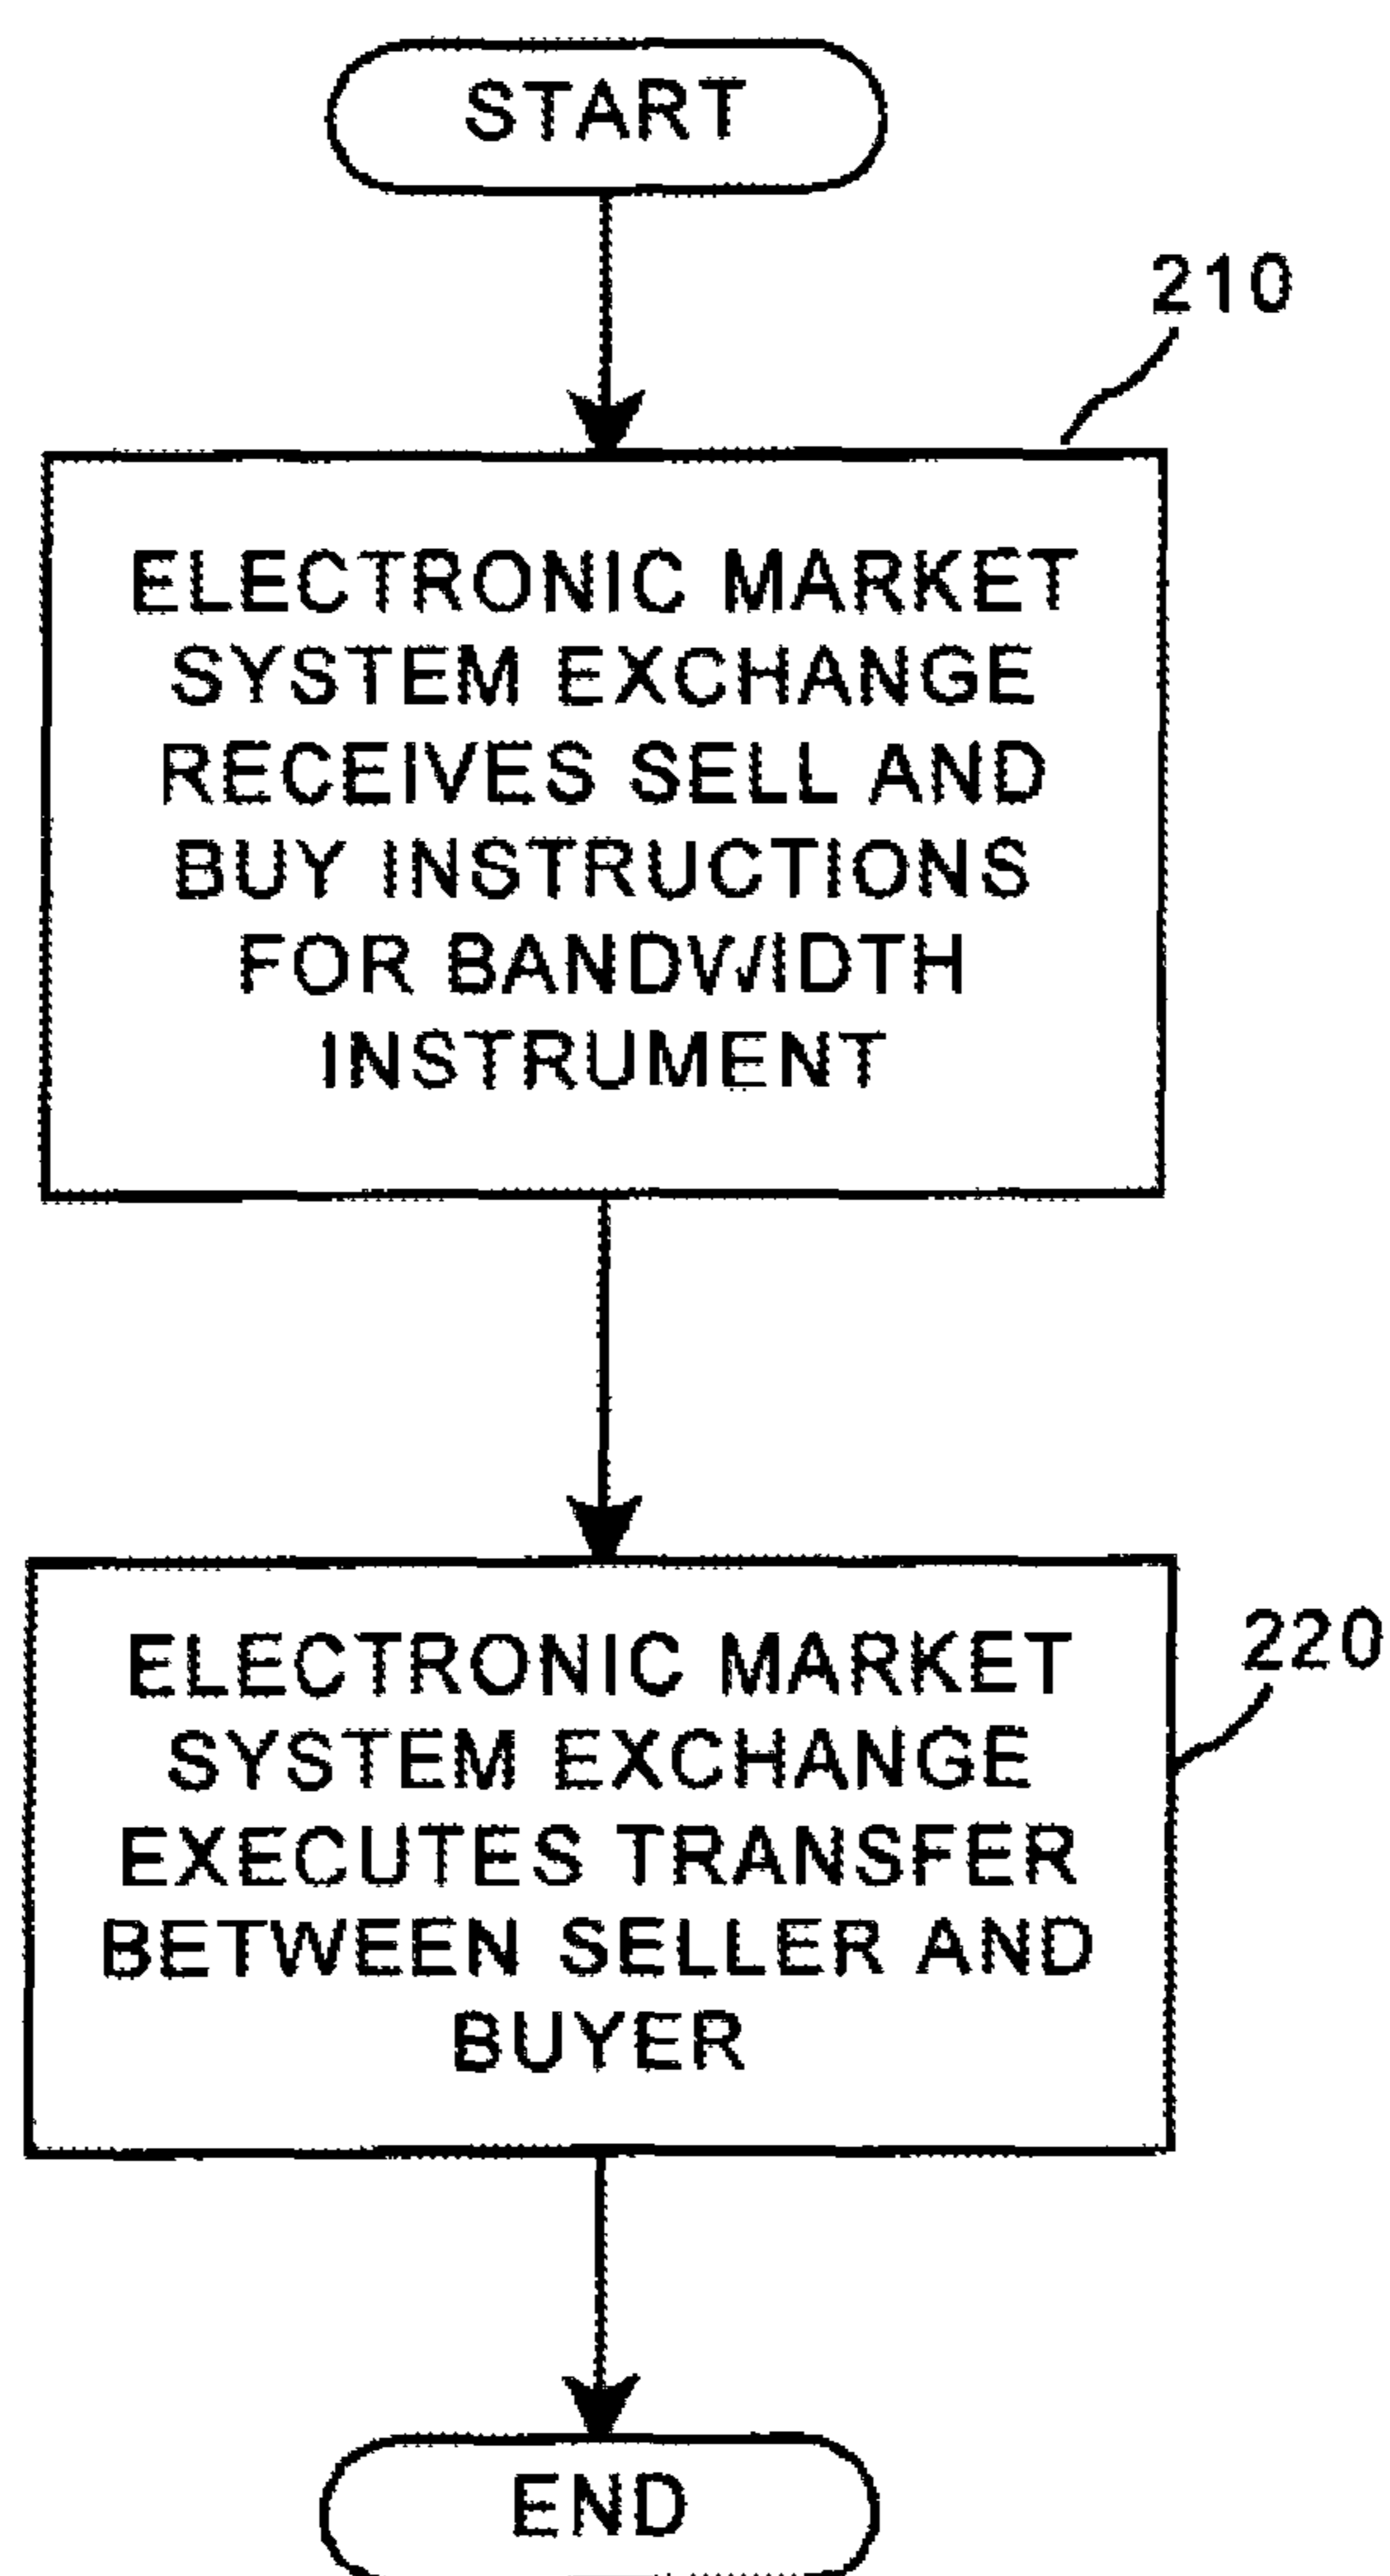 START
210
ELECTRONIC MARKET
SYSTEM EXCHANGE
RECEIVES SELL AND
BUY INSTRUCTIONS
FOR BANDWIDTH
INSTRUMENT
ELECTRONIC MARKET
SYSTEM EXCHANGE
EXECUTES TRANSFER
BETWEEN SELLER AND
BUYER
220
END